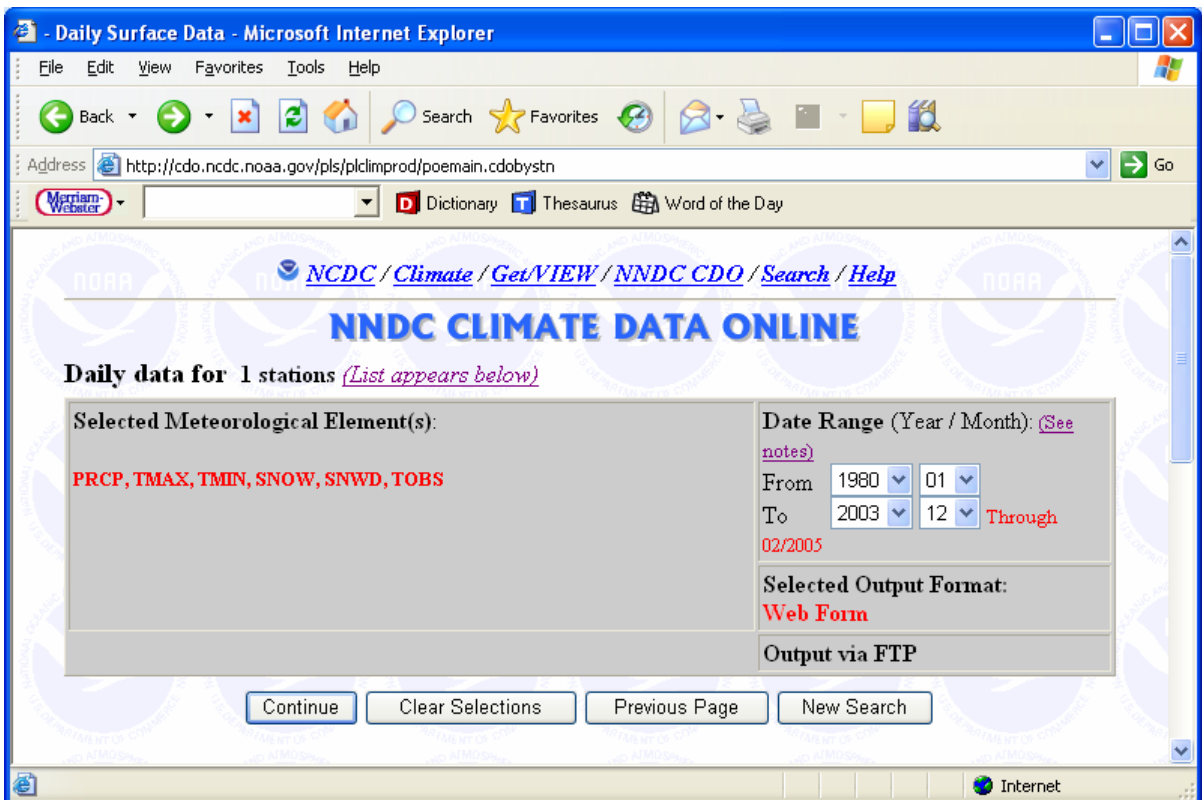 - Daily Surface Data - Microsoft Internet Explorer
File Edit View Favorites Tools Help
Back Search Favorites
Address http://cdo.ncdc.noaa.gov/pls/plclimprod/poemain.cdobystn Go
Merriam-Webster Dictionary Thesaurus Word of the Day
NCDC / Climate / Get/VIEW / NNDC CDO / Search / Help
NNDC CLIMATE DATA ONLINE
Daily data for 1 stations (List appears below)
Selected Meteorological Element(s):
PRCP, TMAX, TMIN, SNOW, SNWD, TOBS
Date Range (Year / Month): (See
notes)
From 1980 01
To 2003 12 Through
02/2005
Selected Output Format:
Web Form
Output via FTP
Continue Clear Selections Previous Page New Search
Internet